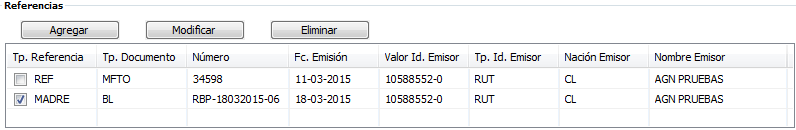 Referencias
Agregar Modificar Eliminar
Tp. Referencia Tp. Documento Número Fc. Emisión Valor Id. Emisor Tp. Id. Emisor Nación Emisor Nombre Emisor
REF MFTO 34598 11-03-2015 10588552-0 RUT CL AGN PRUEBAS
MADRE BL RBP-18032015-06 18-03-2015 10588552-0 RUT CL AGN PRUEBAS